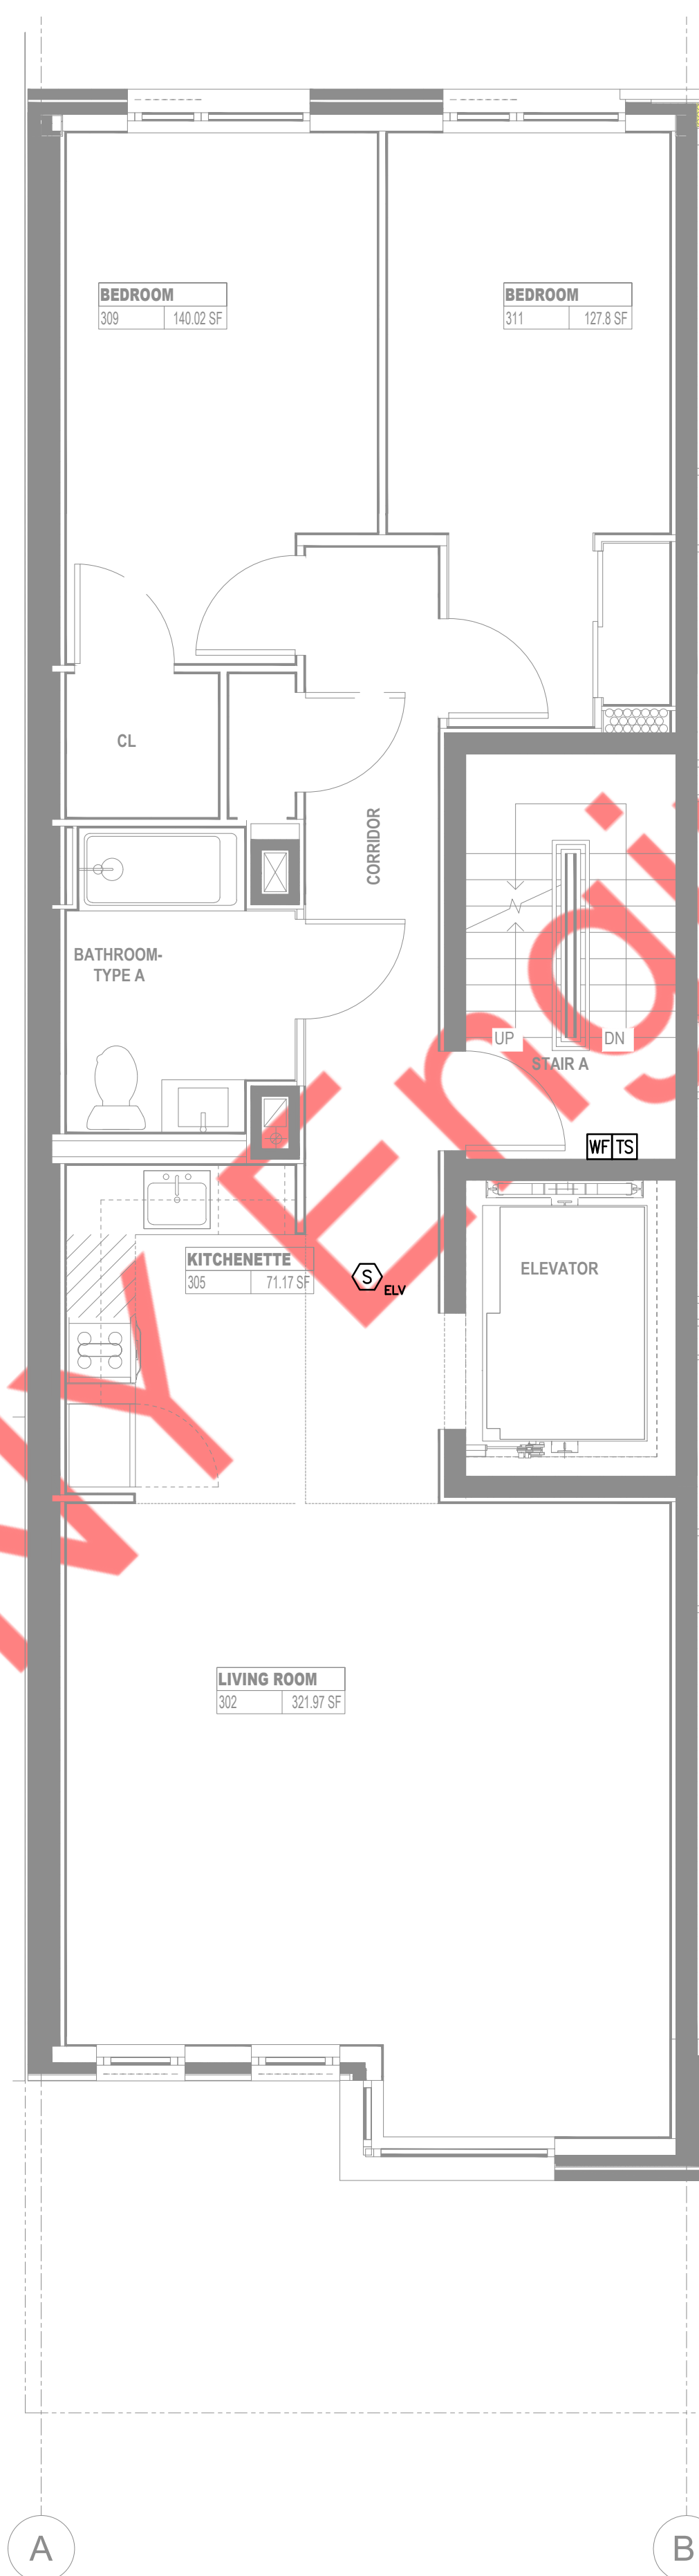 BEDROOM
309 140.02 SF
BEDROOM
311 127.8 SF
CL
CORRIDOR
BATHROOM-
TYPE A
UP
DN
STAIR A
WF TS
KITCHENETTE
305 71.17 SF
S
ELV
ELEVATOR
LIVING ROOM
302 321.97 SF
A
B